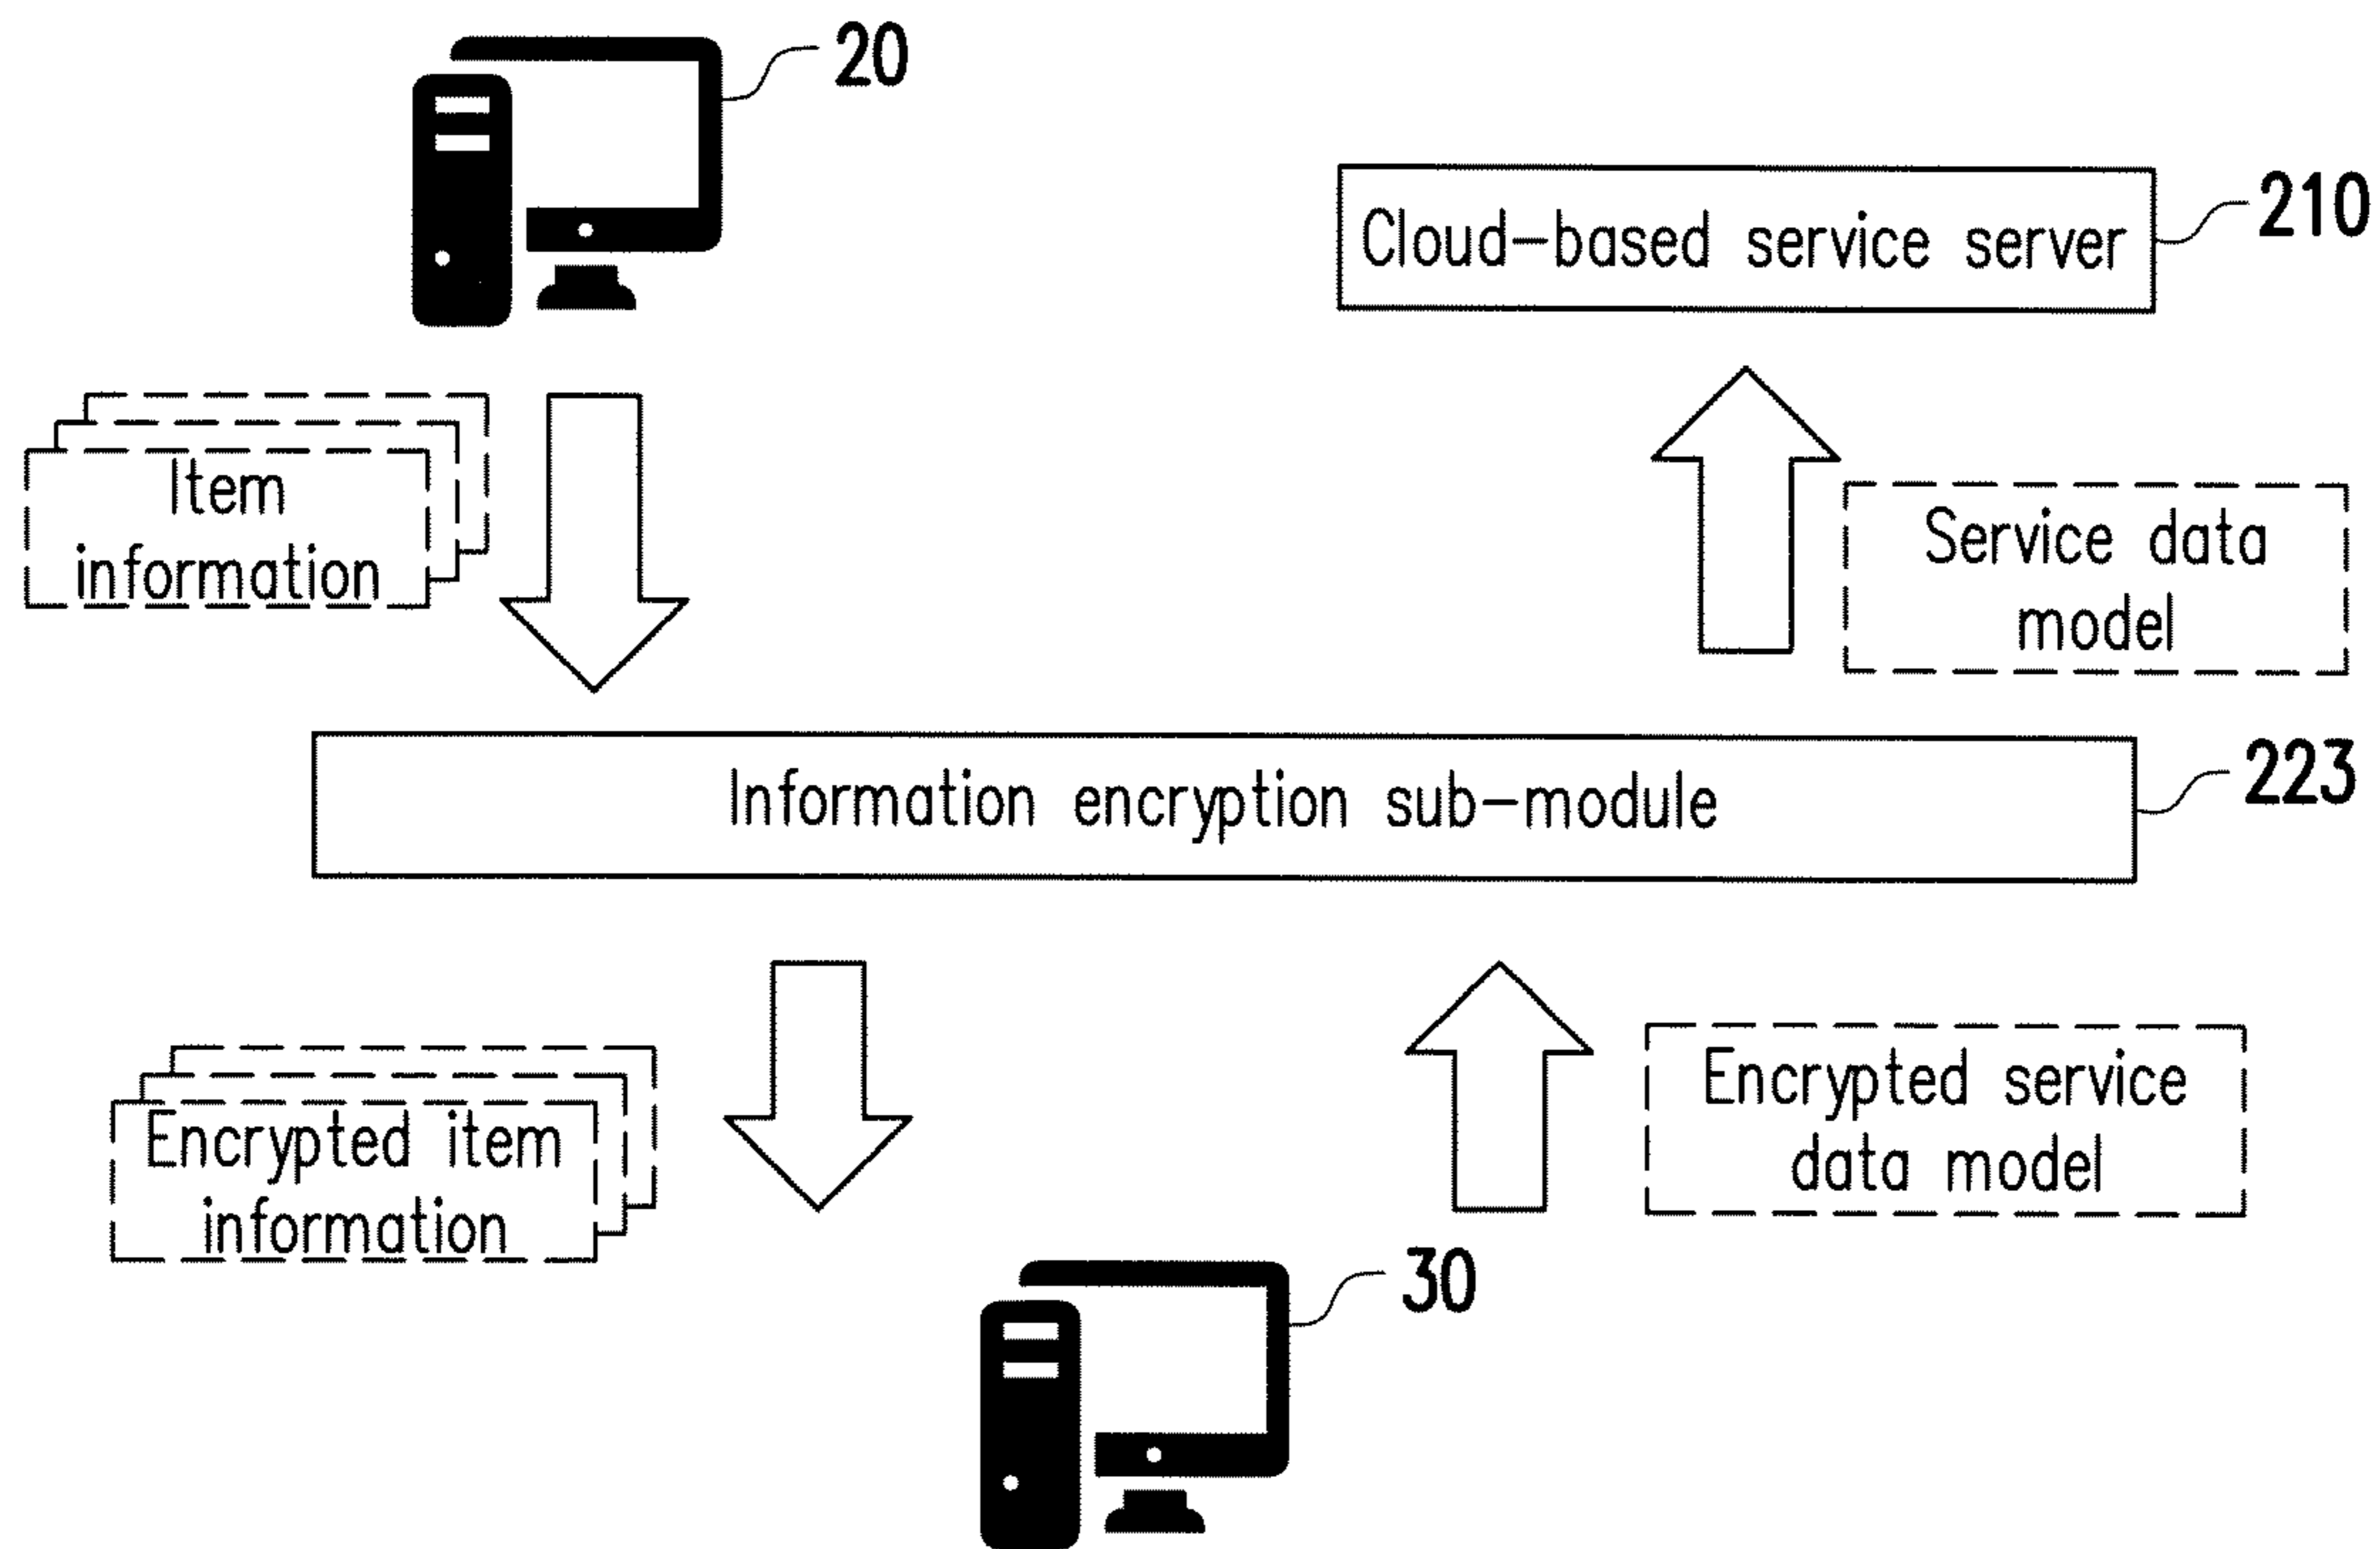 20
Cloud-based service server
210
Item
information
Service data
model
Information encryption sub-module
223
Encrypted item
information
Encrypted service
data model
30